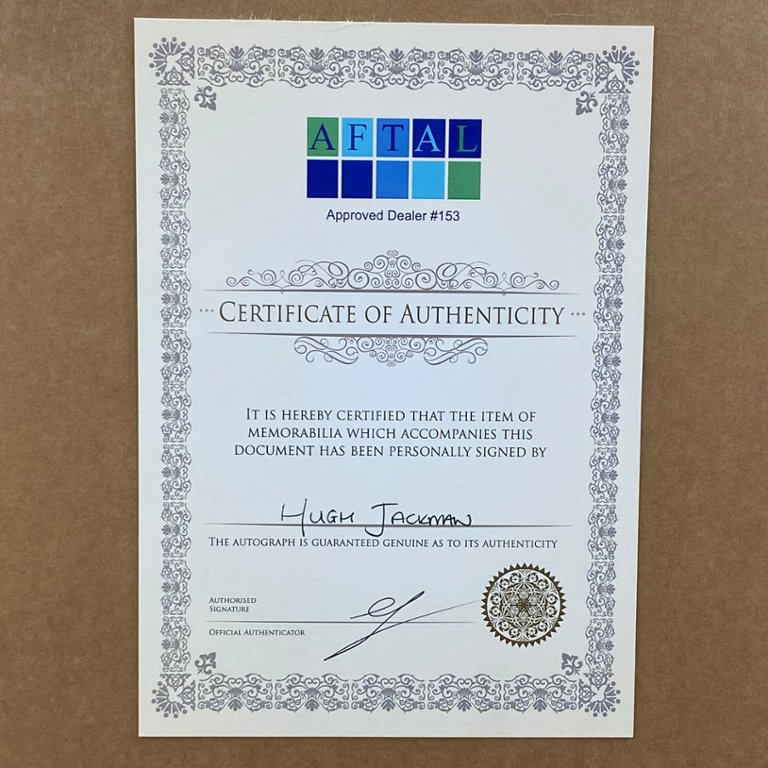 AFTAL
Approved Dealer #153
CERTIFICATE OF AUTHENTICITY
IT IS HEREBY CERTIFIED THAT THE ITEM OF
MEMORABILIA WHICH ACCOMPANIES THIS
DOCUMENT HAS BEEN PERSONALLY SIGNED BY
HUGH JACKMAN
THE AUTOGRAPH IS GUARANTEED GENUINE AS TO ITS AUTHENTICITY
AUTHORISED
SIGNATURE
OFFICIAL AUTHENTICATOR